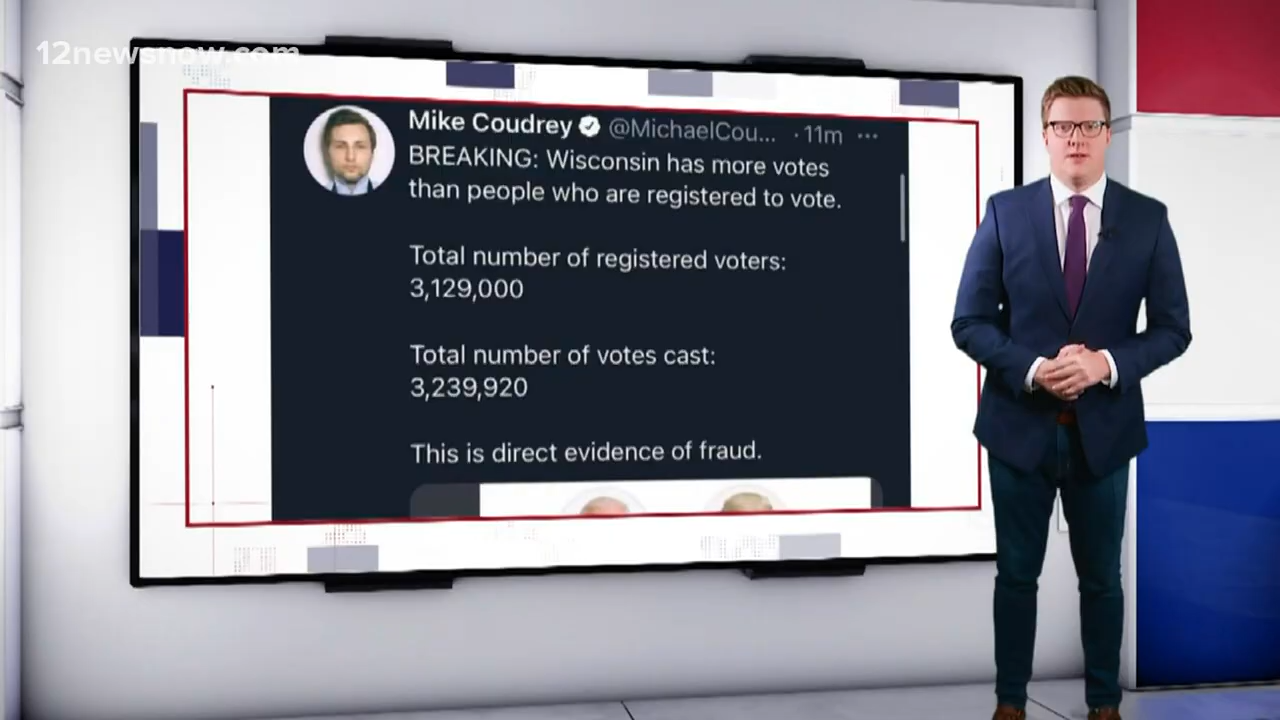 12newsnow.com
Mike Coudrey @MichaelCou... · 11m ...
BREAKING: Wisconsin has more votes
than people who are registered to vote.
Total number of registered voters:
3,129,000
Total number of votes cast:
3,239,920
This is direct evidence of fraud.